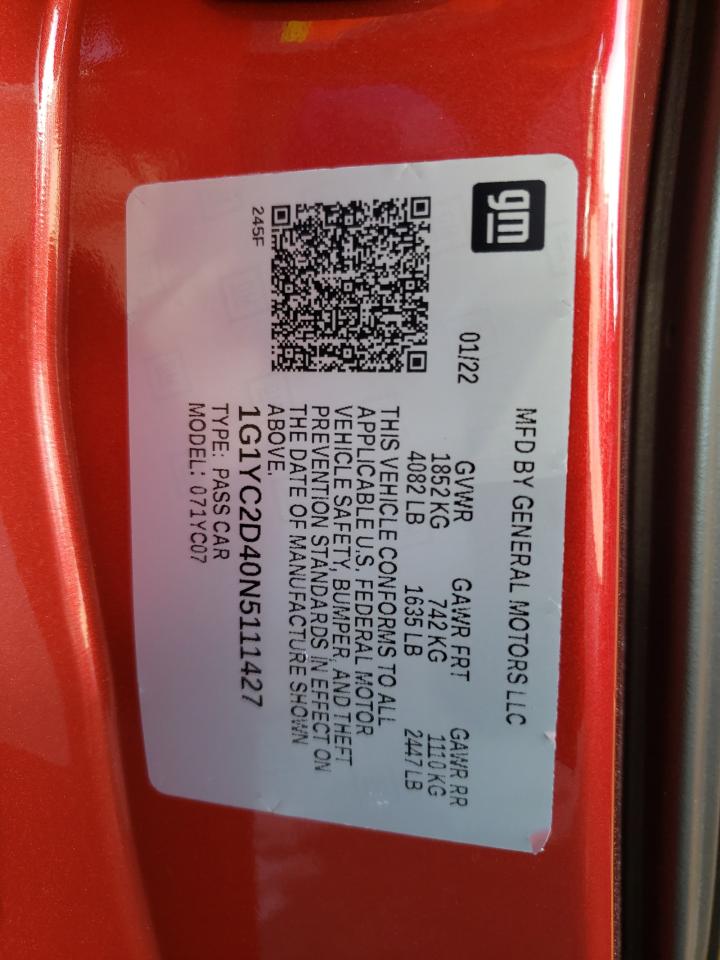 gm
MFD BY GENERAL MOTORS LLC
01/22
GVWR GAWR FRT GAWR RR
1852 KG 742 KG 1110 KG
4082 LB 1635 LB 2447 LB
THIS VEHICLE CONFORMS TO ALL
APPLICABLE U.S. FEDERAL MOTOR
VEHICLE SAFETY, BUMPER, AND THEFT
PREVENTION STANDARDS IN EFFECT ON
THE DATE OF MANUFACTURE SHOWN
ABOVE.
1G1YC2D40N5111427
TYPE: PASS CAR
MODEL: 071YC07
245F